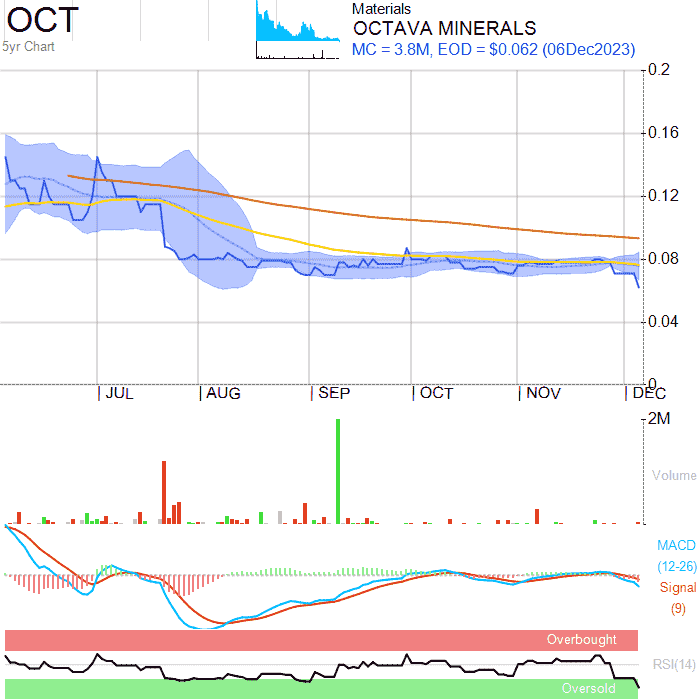 OCT
5yr Chart
Materials
OCTAVA MINERALS
MC = 3.8M, EOD = $0.062 (06Dec2023)
0.2
0.16
0.12
0.08
0.04
0
JUL AUG SEP OCT NOV DEC
2M
Volume
MACD
(12-26)
Signal
(9)
Overbought
RSI(14)
Oversold